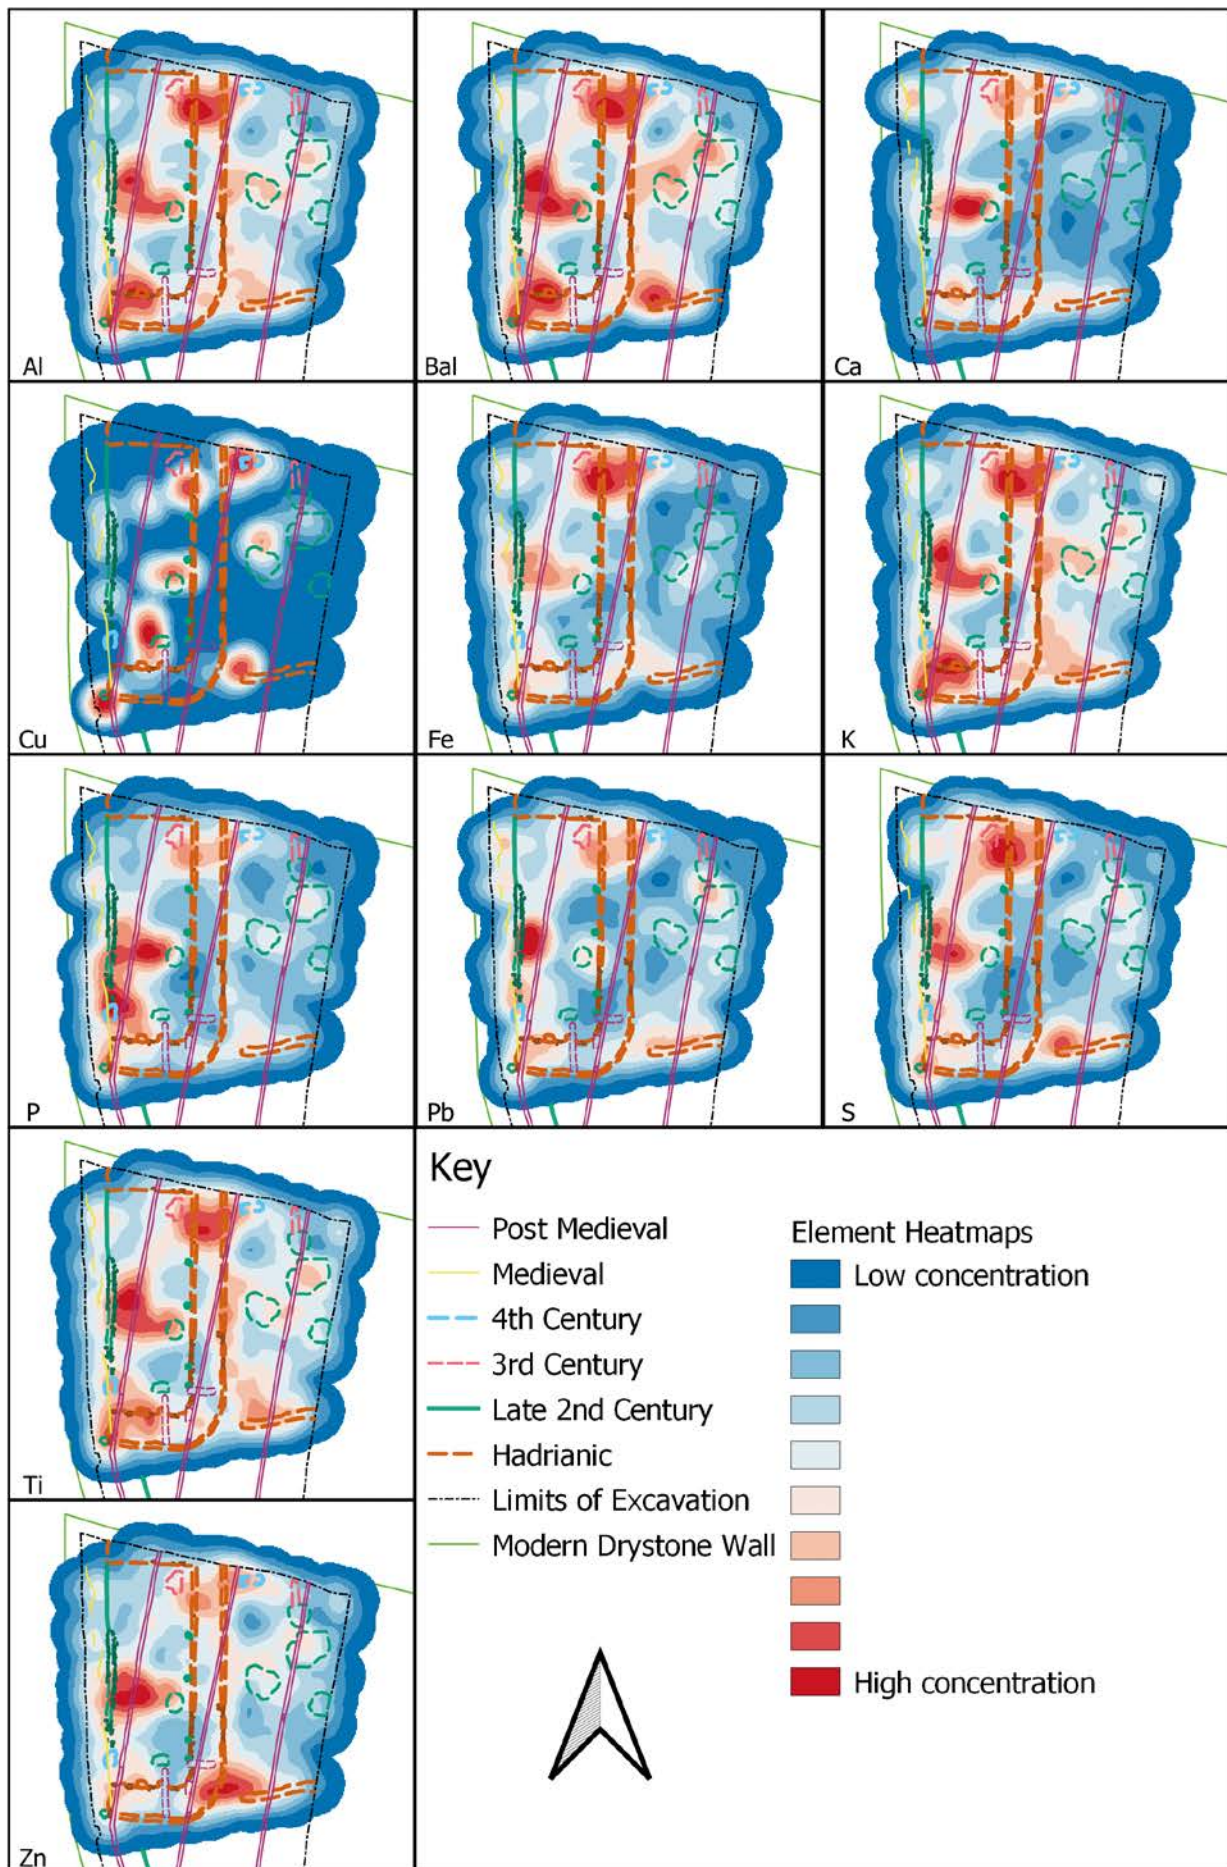 Al
Bal
Ca
Cu
Fe
K
P
Pb
S
Ti
Key
Post Medieval
Medieval
4th Century
3rd Century
Late 2nd Century
Hadrianic
Limits of Excavation
Modern Drystone Wall
Element Heatmaps
Low concentration
High concentration
Zn